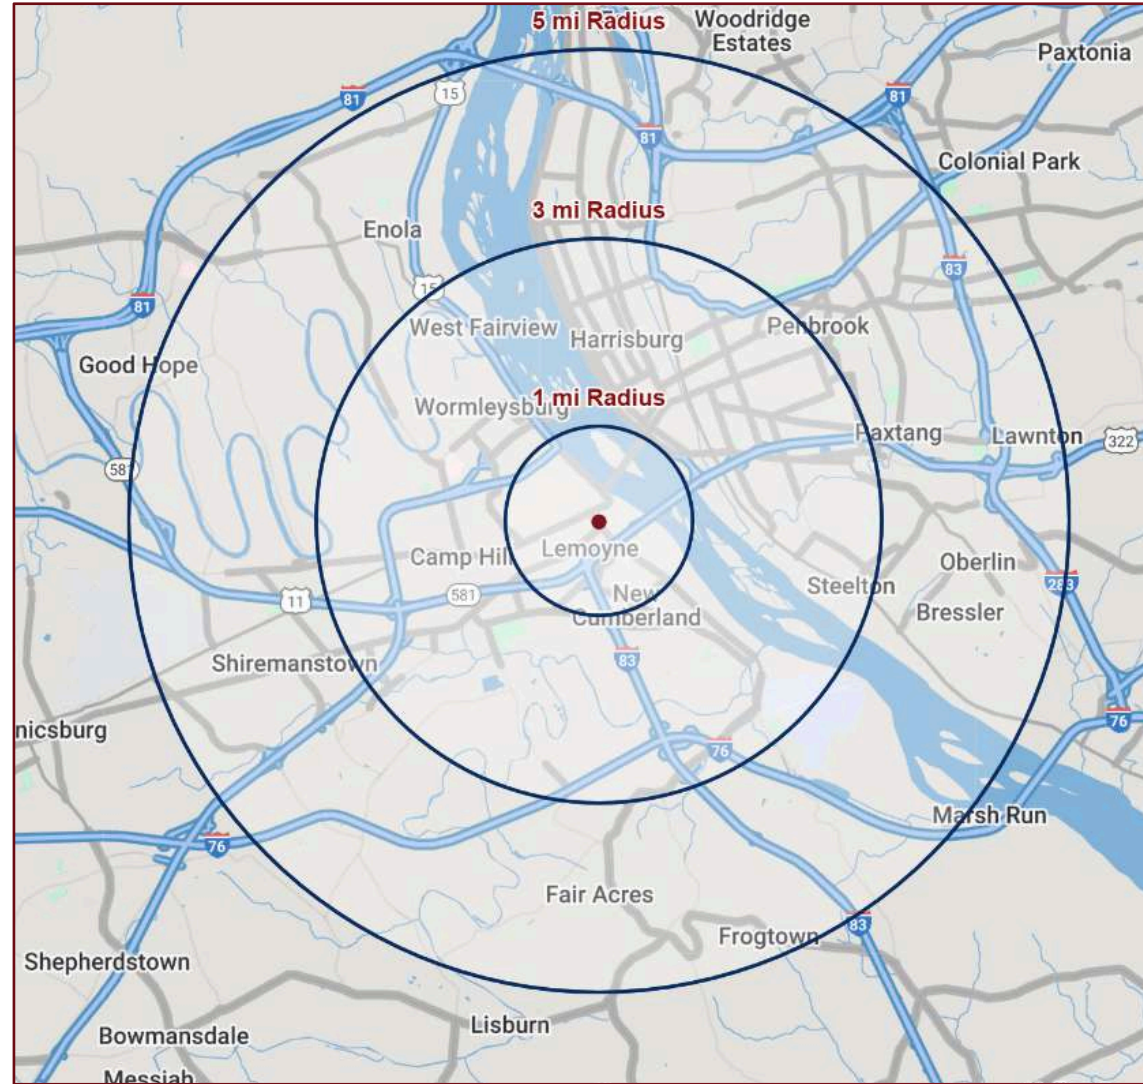 5 mi Radius
Woodridge
Estates
Paxtonia
81
15
81
81
Colonial Park
3 mi Radius
Enola
83
15
81
West Fairview
Harrisburg
Penbrook
Good Hope
1 mi Radius
Wormleysburg
Paxtang
Lawnton
322
581
Camp Hill
Lemoyne
Oberlin
Steelton
283
581
11
New
Cumberland
Bressler
Shiremanstown
83
nicsburg
76
76
Marsh Run
76
Fair Acres
Frogtown
83
Shepherdstown
Lisburn
Bowmansdale
Messiah